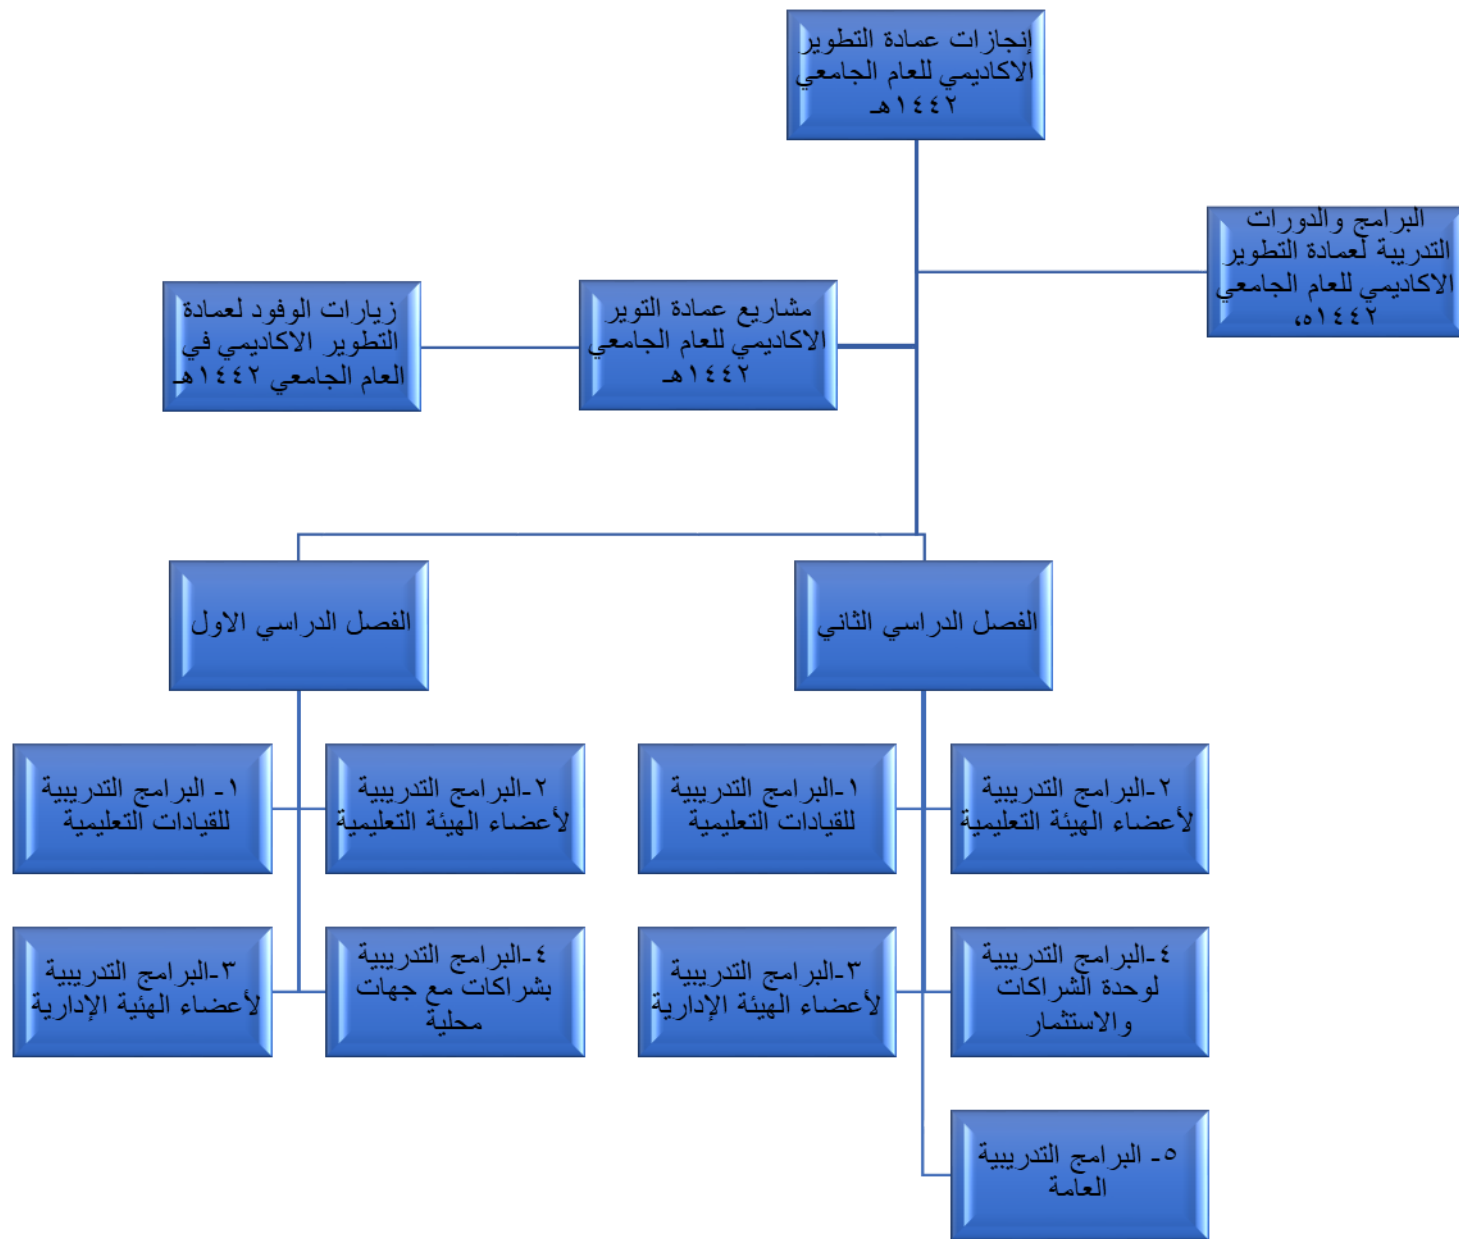 إنجازات عمادة التطوير
الاكاديمي للعام الجامعي
١٤٤٢هـ
البرامج والدورات
التدريبة لعمادة التطوير
الاكاديمي للعام الجامعي
١٤٤٢ه،
مشاريع عمادة التوير
الاكاديمي للعام الجامعي
١٤٤٢هـ
زيارات الوفود لعمادة
التطوير الاكاديمي في
العام الجامعي ١٤٤٢هـ
الفصل الدراسي الثاني
الفصل الدراسي الاول
٢-البرامج التدريبية
لأعضاء الهيئة التعليمية
١-البرامج التدريبية
للقيادات التعليمية
٢-البرامج التدريبية
لأعضاء الهيئة التعليمية
١- البرامج التدريبية
للقيادات التعليمية
٤-البرامج التدريبية
لوحدة الشراكات
والاستثمار
٣-البرامج التدريبية
لأعضاء الهيئة الإدارية
٤-البرامج التدريبية
بشراكات مع جهات
محلية
٣-البرامج التدريبية
لأعضاء الهئية الإدارية
٥- البرامج التدريبية
العامة